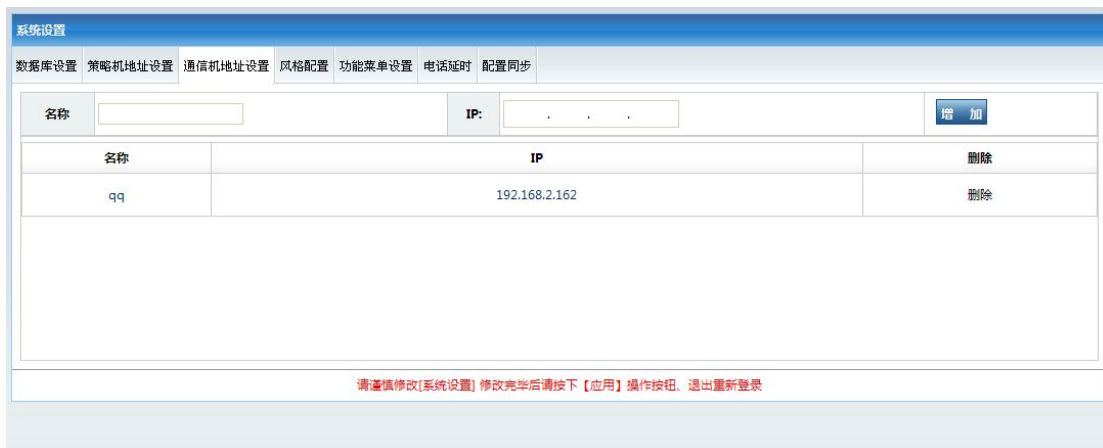 系统设置
数据库设置 策略机地址设置 通信机地址设置 风格配置 功能菜单设置 电话延时 配置同步
名称 IP: . . . 增 加
名称 IP 删除
qq 192.168.2.162 删除
请谨慎修改[系统设置] 修改完毕后请按下【应用】操作按钮、退出重新登录